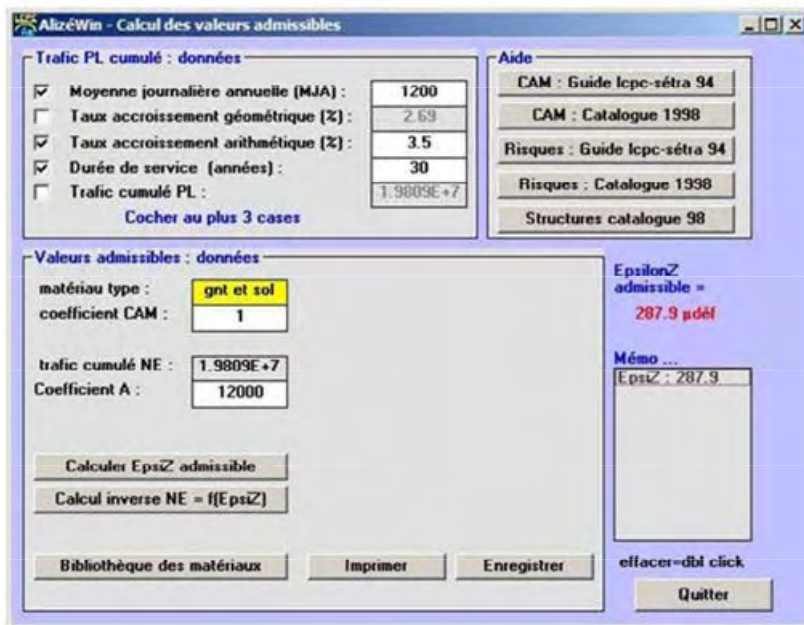 AlizéWin - Calcul des valeurs admissibles
Trafic PL cumulé : données
Moyenne journalière annuelle (MJA) : 1200
Taux accroissement géométrique (%) : 2.69
Taux accroissement arithmétique (%) : 3.5
Durée de service (années) : 30
Trafic cumulé PL : 1.9809E+7
Cocher au plus 3 cases
Aide
CAM : Guide lcpc-sétra 94
CAM : Catalogue 1998
Risques : Guide lcpc-sétra 94
Risques : Catalogue 1998
Structures catalogue 98
Valeurs admissibles : données
matériau type : gnt et sol
coefficient CAM : 1
trafic cumulé NE : 1.9809E+7
Coefficient A : 12000
Calculer EpsiZ admissible
Calcul inverse NE = f(EpsiZ)
Bibliothèque des matériaux
Imprimer
Enregistrer
EpsilonZ
admissible =
287.9 µdéf
Mémo ...
EpsiZ : 287.9
effacer=dbl click
Quitter